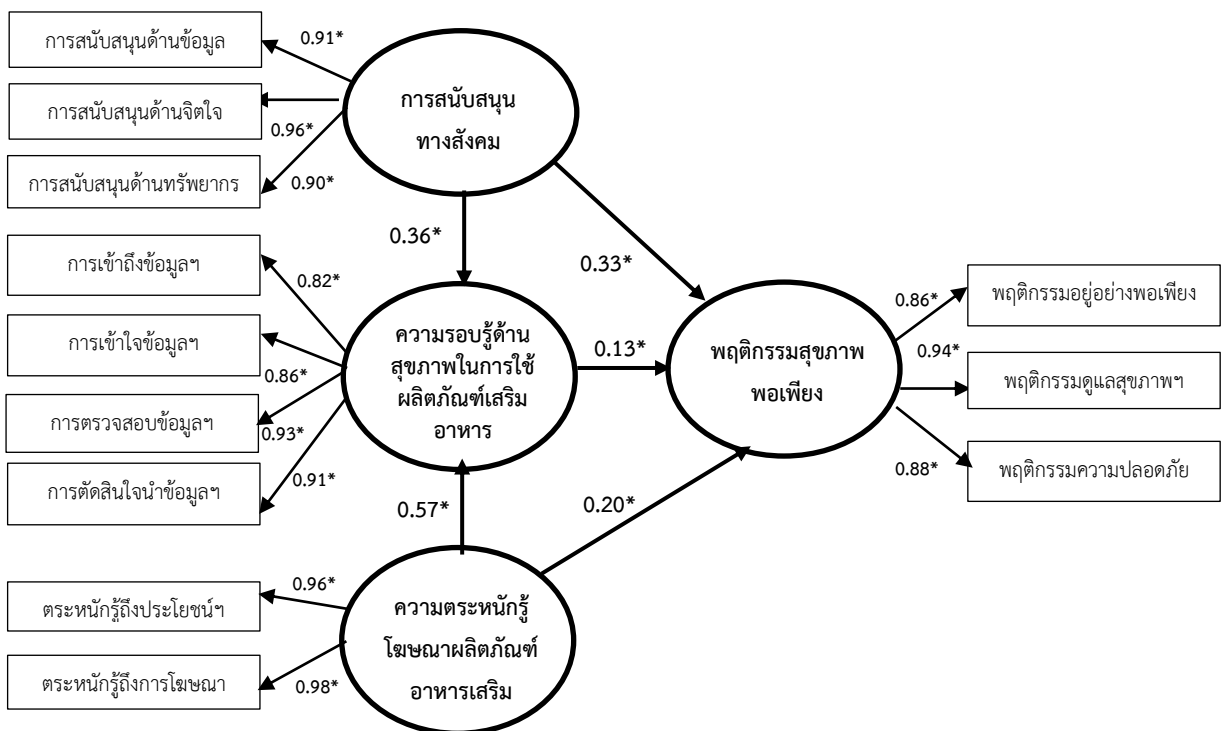 การสนับสนุนด้านข้อมูล
0.91*
การสนับสนุนด้านจิตใจ
0.96*
การสนับสนุนด้านทรัพยากร
0.90*
การสนับสนุน
ทางสังคม
0.36*
0.33*
การเข้าถึงข้อมูลฯ
0.82*
การเข้าใจข้อมูลฯ
0.86*
การตรวจสอบข้อมูลฯ
0.93*
การตัดสินใจนำข้อมูลฯ
0.91*
ความรอบรู้ด้าน
สุขภาพในการใช้
ผลิตภัณฑ์เสริม
อาหาร
0.13*
พฤติกรรมสุขภาพ
พอเพียง
0.86*
พฤติกรรมอยู่อย่างพอเพียง
0.94*
พฤติกรรมดูแลสุขภาพฯ
0.88*
พฤติกรรมความปลอดภัย
0.57*
0.20*
ตระหนักรู้ถึงประโยชน์ฯ
0.96*
ตระหนักรู้ถึงการโฆษณา
0.98*
ความตระหนักรู้
โฆษณาผลิตภัณฑ์
อาหารเสริม